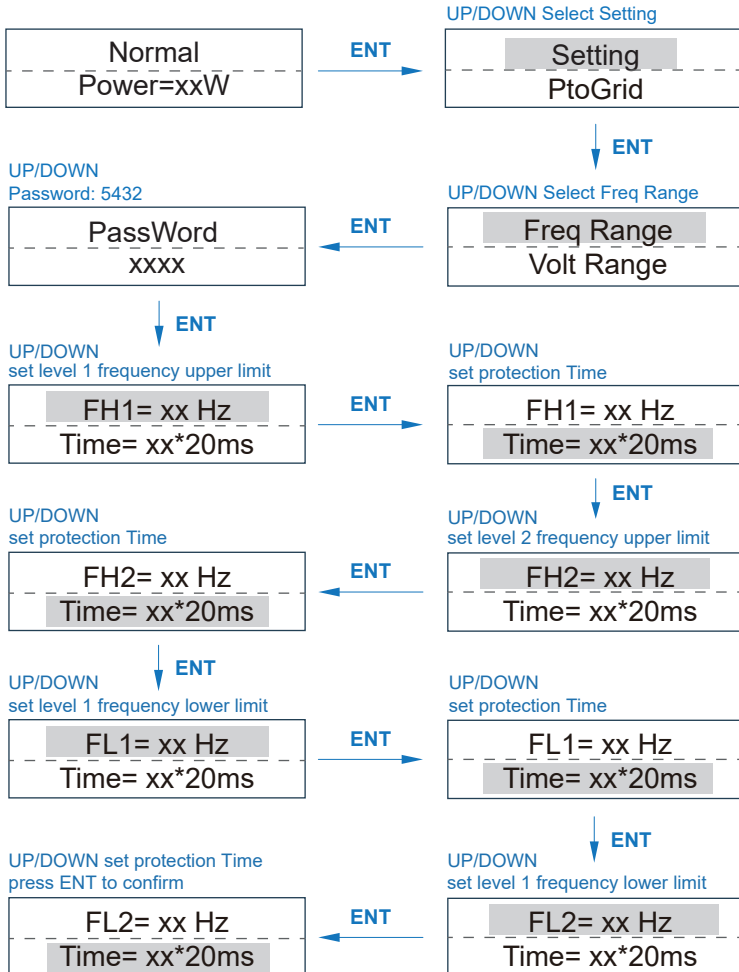 UP/DOWN Select Setting
Normal
Power=xxW
ENT
Setting
PtoGrid
ENT
UP/DOWN
Password: 5432
UP/DOWN Select Freq Range
PassWord
xxxx
ENT
Freq Range
Volt Range
ENT
UP/DOWN
set level 1 frequency upper limit
UP/DOWN
set protection Time
FH1= xx Hz
Time= xx*20ms
ENT
FH1= xx Hz
Time= xx*20ms
ENT
UP/DOWN
set protection Time
UP/DOWN
set level 2 frequency upper limit
FH2= xx Hz
Time= xx*20ms
ENT
FH2= xx Hz
Time= xx*20ms
ENT
UP/DOWN
set level 1 frequency lower limit
UP/DOWN
set protection Time
FL1= xx Hz
Time= xx*20ms
ENT
FL1= xx Hz
Time= xx*20ms
ENT
UP/DOWN set protection Time
press ENT to confirm
UP/DOWN
set level 1 frequency lower limit
FL2= xx Hz
Time= xx*20ms
ENT
FL2= xx Hz
Time= xx*20ms